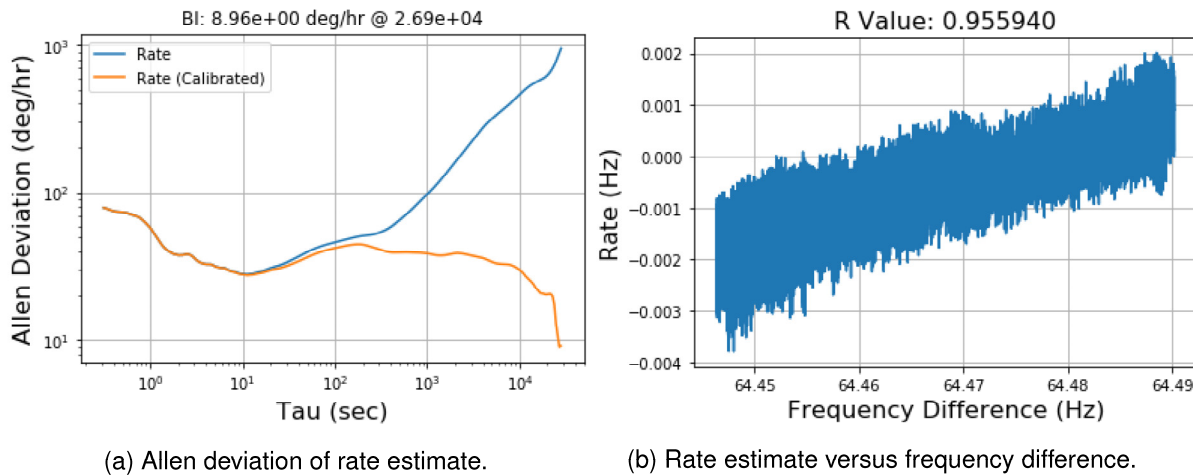 BI: 8.96e+00 deg/hr @ 2.69e+04
Rate
Rate (Calibrated)
10³
10²
10¹
Allen Deviation (deg/hr)
10⁰
10¹
10²
10³
10⁴
Tau (sec)
(a) Allen deviation of rate estimate.
R Value: 0.955940
0.002
0.001
0.000
−0.001
−0.002
−0.003
−0.004
Rate (Hz)
64.45
64.46
64.47
64.48
64.49
Frequency Difference (Hz)
(b) Rate estimate versus frequency difference.